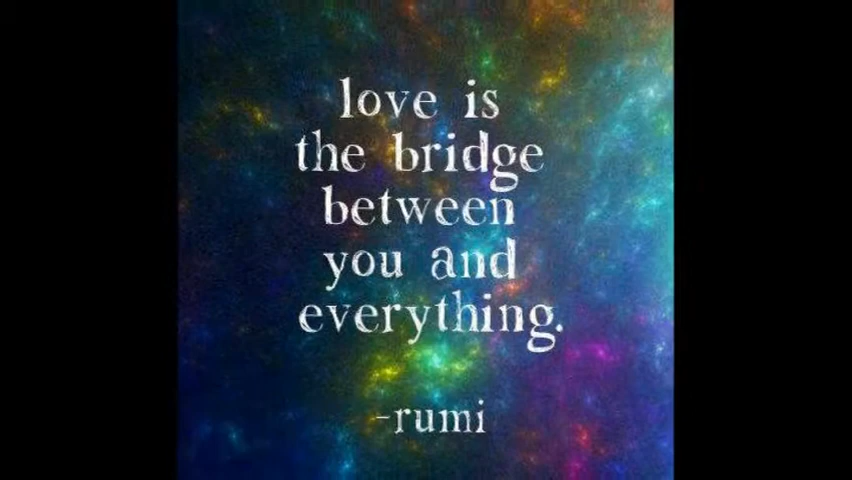 love is
the bridge
between
you and
everything.
-rumi